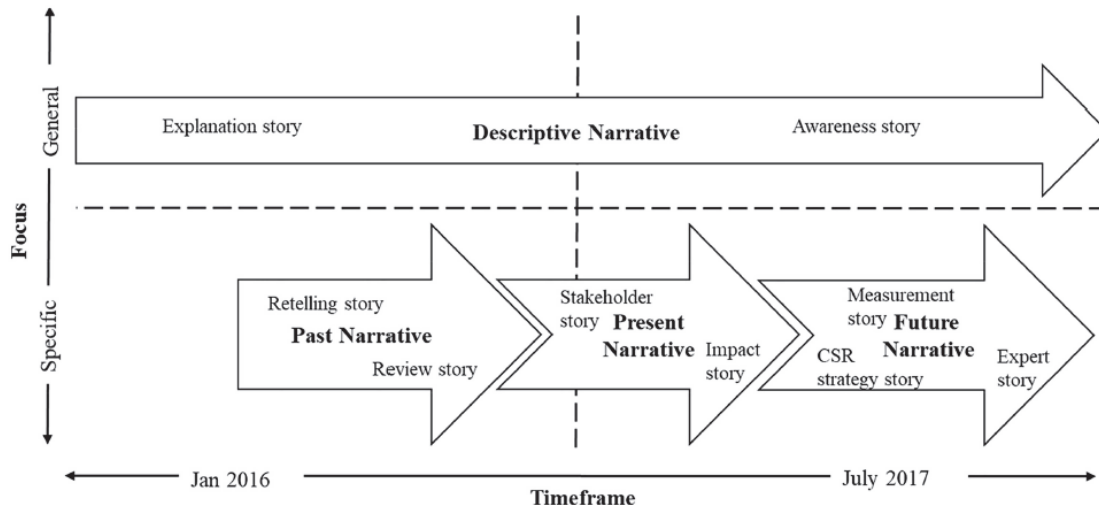 General
Focus
Specific
Explanation story
Descriptive Narrative
Awareness story
Retelling story
Past Narrative
Review story
Stakeholder
story
Present
Narrative
Impact
story
Measurement
story
Future
Narrative
CSR
strategy story
Expert
story
Jan 2016
Timeframe
July 2017